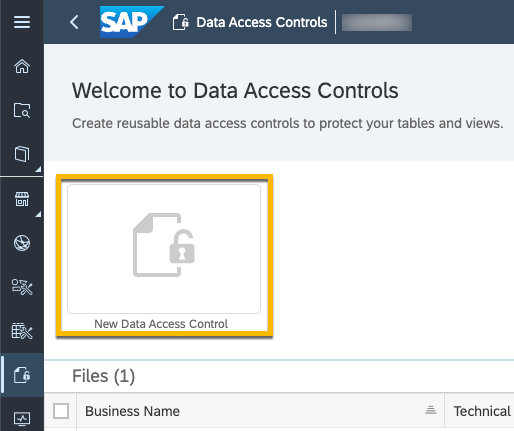 SAP Data Access Controls
Welcome to Data Access Controls
Create reusable data access controls to protect your tables and views.
New Data Access Control
Files (1)
Business Name Technical